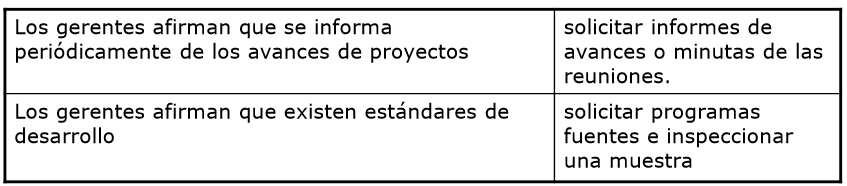 Los gerentes afirman que se informa
periódicamente de los avances de proyectos
solicitar informes de
avances o minutas de las
reuniones.
Los gerentes afirman que existen estándares de
desarrollo
solicitar programas
fuentes e inspeccionar
una muestra